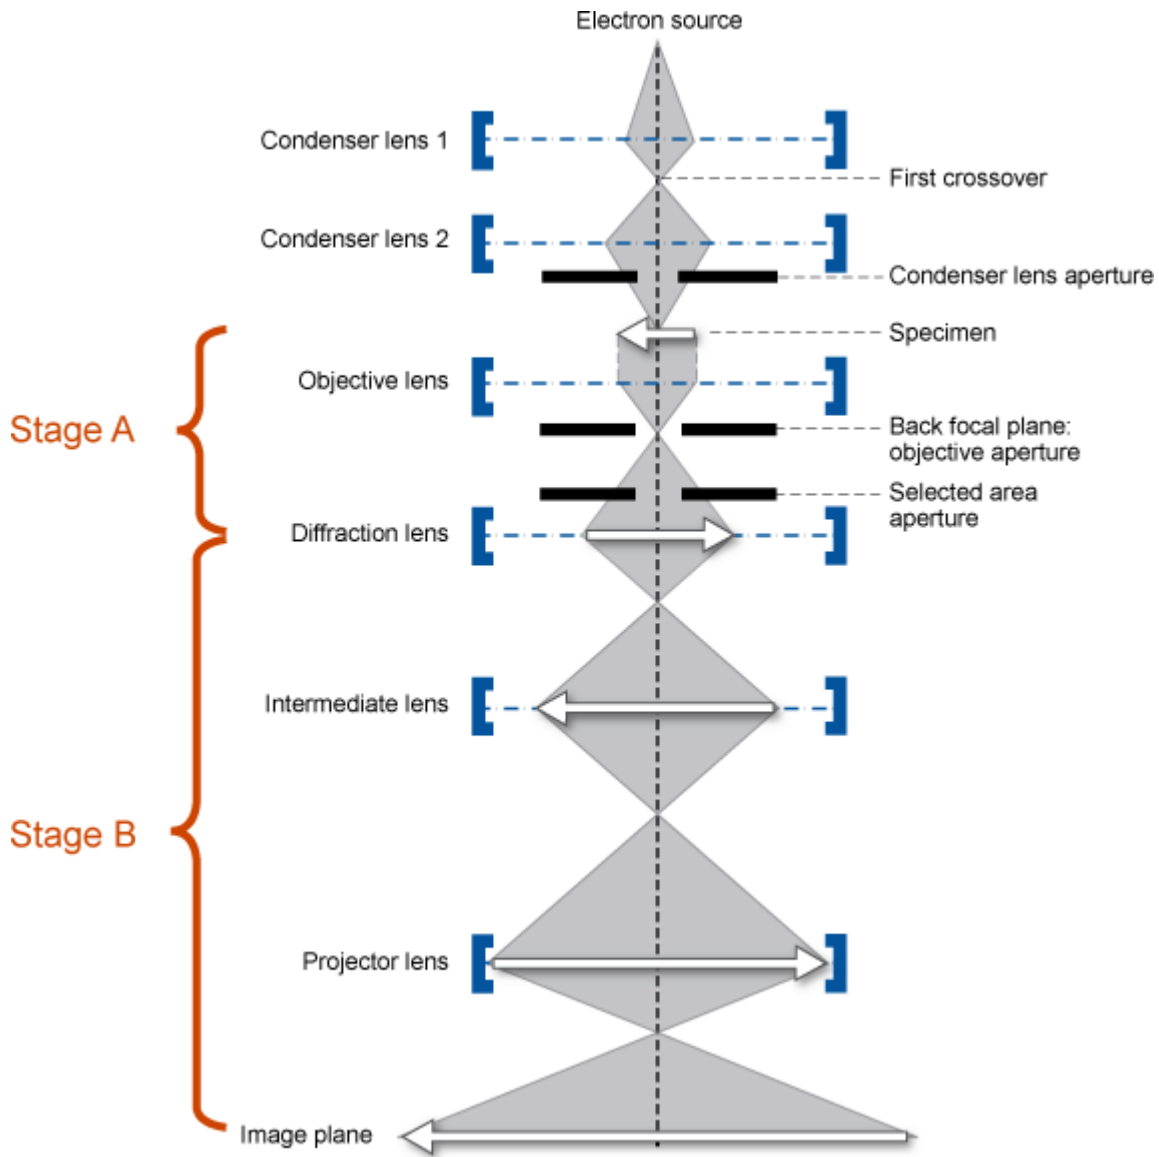 Electron source
Condenser lens 1
First crossover
Condenser lens 2
Condenser lens aperture
Specimen
Objective lens
Stage A
Back focal plane:
objective aperture
Selected area
aperture
Diffraction lens
Intermediate lens
Stage B
Projector lens
Image plane